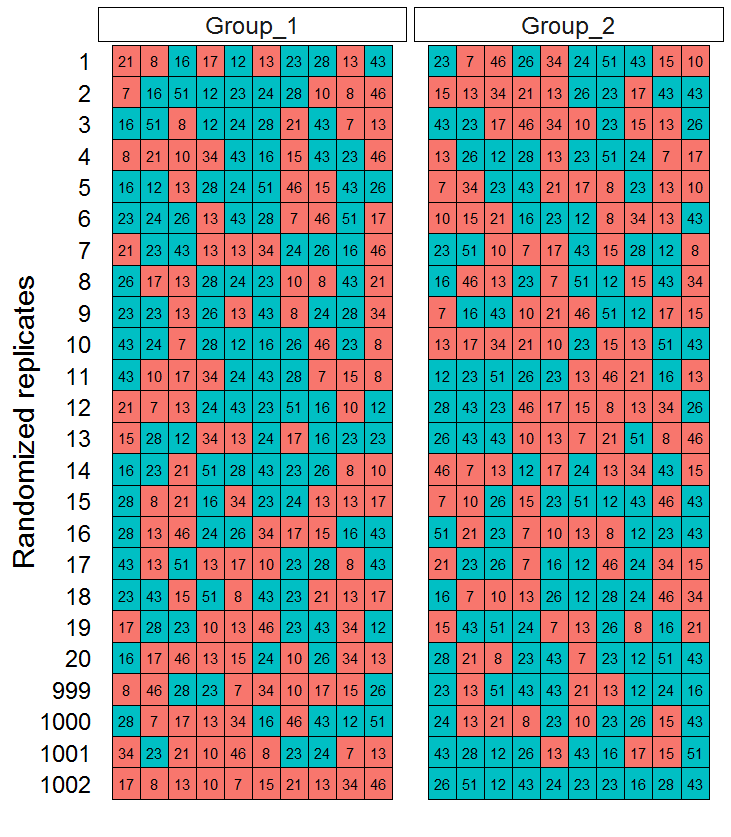 Group_1 Group_2
Randomized replicates
1 21 8 16 17 12 13 23 28 13 43 23 7 46 26 34 24 51 43 15 10
2 7 16 51 12 23 24 28 10 8 46 15 13 34 21 13 26 23 17 43 43
3 16 51 8 12 24 28 21 43 7 13 43 23 17 46 34 10 23 15 13 26
4 8 21 10 34 43 16 15 43 23 46 13 26 12 28 13 23 51 24 7 17
5 16 12 13 28 24 51 46 15 43 26 7 34 23 43 21 17 8 23 13 10
6 23 24 26 13 43 28 7 46 51 17 10 15 21 16 23 12 8 34 13 43
7 21 23 43 13 13 34 24 26 16 46 23 51 10 7 17 43 15 28 12 8
8 26 17 13 28 24 23 10 8 43 21 16 46 13 23 7 51 12 15 43 34
9 23 23 13 26 13 43 8 24 28 34 7 16 43 10 21 46 51 12 17 15
10 43 24 7 28 12 16 26 46 23 8 13 17 34 21 10 23 15 13 51 43
11 43 10 17 34 24 43 28 7 15 8 12 23 51 26 23 13 46 21 16 13
12 21 7 13 24 43 23 51 16 10 12 28 43 23 46 17 15 8 13 34 26
13 15 28 12 34 13 24 17 16 23 23 26 43 43 10 13 7 21 51 8 46
14 16 23 21 51 28 43 23 26 8 10 46 7 13 12 17 24 13 34 43 15
15 28 8 21 16 34 23 24 13 13 17 7 10 26 15 23 51 12 43 46 43
16 28 13 46 24 26 34 17 15 16 43 51 21 23 7 10 13 8 12 23 43
17 43 13 51 13 17 10 23 28 8 43 21 23 26 7 16 12 46 24 34 15
18 23 43 15 51 8 43 23 21 13 17 16 7 10 13 26 12 28 24 46 34
19 17 28 23 10 13 46 23 43 34 12 15 43 51 24 7 13 26 8 16 21
20 16 17 46 13 15 24 10 26 34 13 28 21 8 23 43 7 23 12 51 43
999 8 46 28 23 7 34 10 17 15 26 23 13 51 43 43 21 13 12 24 16
1000 28 7 17 13 34 16 46 43 12 51 24 13 21 8 23 10 23 26 15 43
1001 34 23 21 10 46 8 23 24 7 13 43 28 12 26 13 43 16 17 15 51
1002 17 8 13 10 7 15 21 13 34 46 26 51 12 43 24 23 23 16 28 43